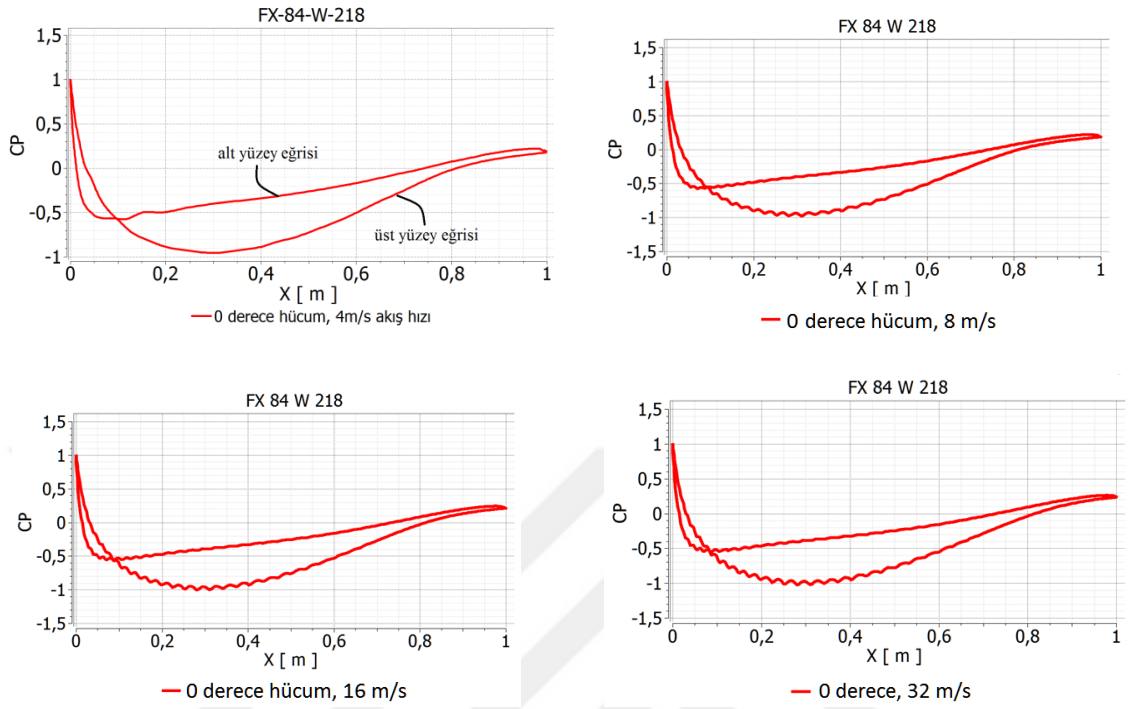 FX-84-W-218
1,5
1
0,5
0
-0,5
-1
CP
alt yüzey eğrisi
üst yüzey eğrisi
0 0,2 0,4 0,6 0,8 1
X [ m ]
0 derece hücum, 4m/s akış hızı
FX 84 W 218
1,5
1
0,5
0
-0,5
-1
-1,5
CP
0 0,2 0,4 0,6 0,8 1
X [ m ]
0 derece hücum, 8 m/s
FX 84 W 218
1,5
1
0,5
0
-0,5
-1
-1,5
CP
0 0,2 0,4 0,6 0,8 1
X [ m ]
0 derece hücum, 16 m/s
FX 84 W 218
1,5
1
0,5
0
-0,5
-1
-1,5
CP
0 0,2 0,4 0,6 0,8 1
X [ m ]
0 derece, 32 m/s